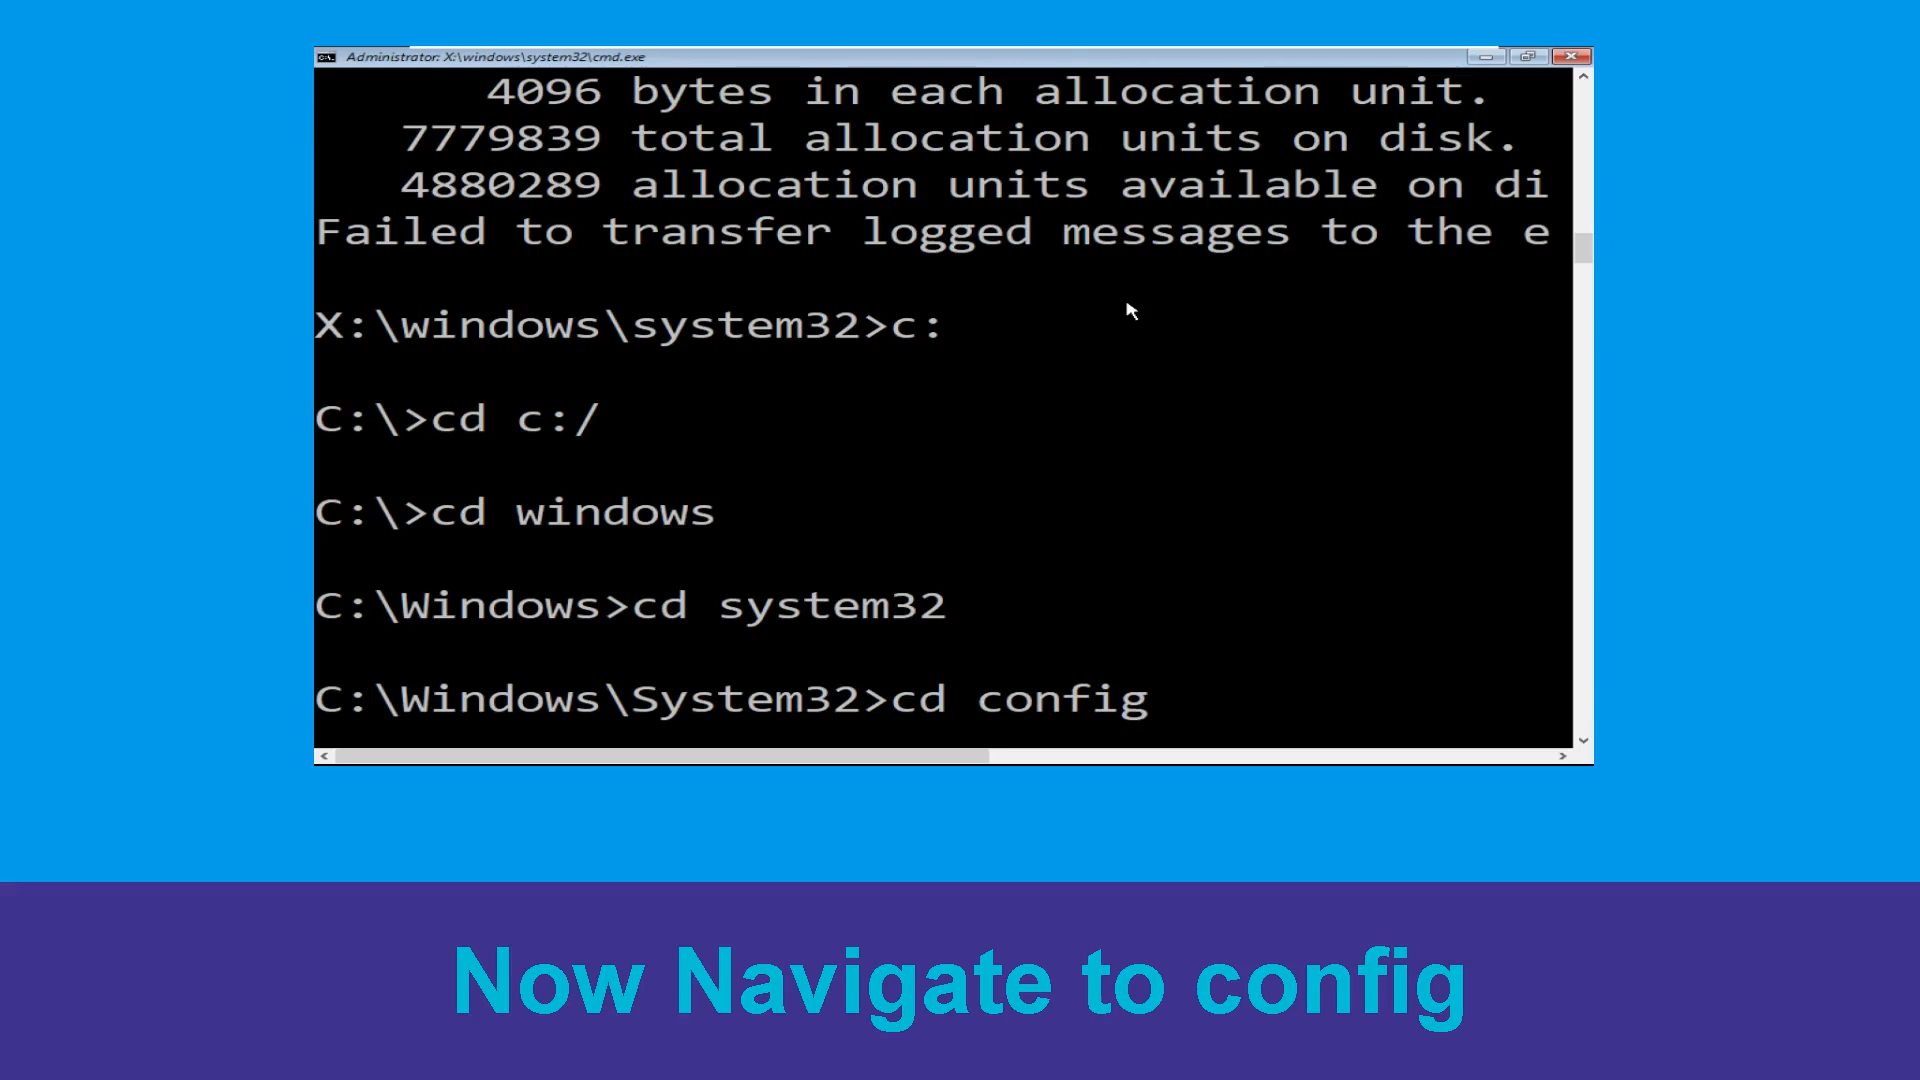 Administrator: X:\windows\system32\cmd.exe
4096 bytes in each allocation unit.
7779839 total allocation units on disk.
4880289 allocation units available on di
Failed to transfer logged messages to the e
X:\windows\system32>c:
C:\>cd c:/
C:\>cd windows
C:\Windows>cd system32
C:\Windows\System32>cd config
Now Navigate to config